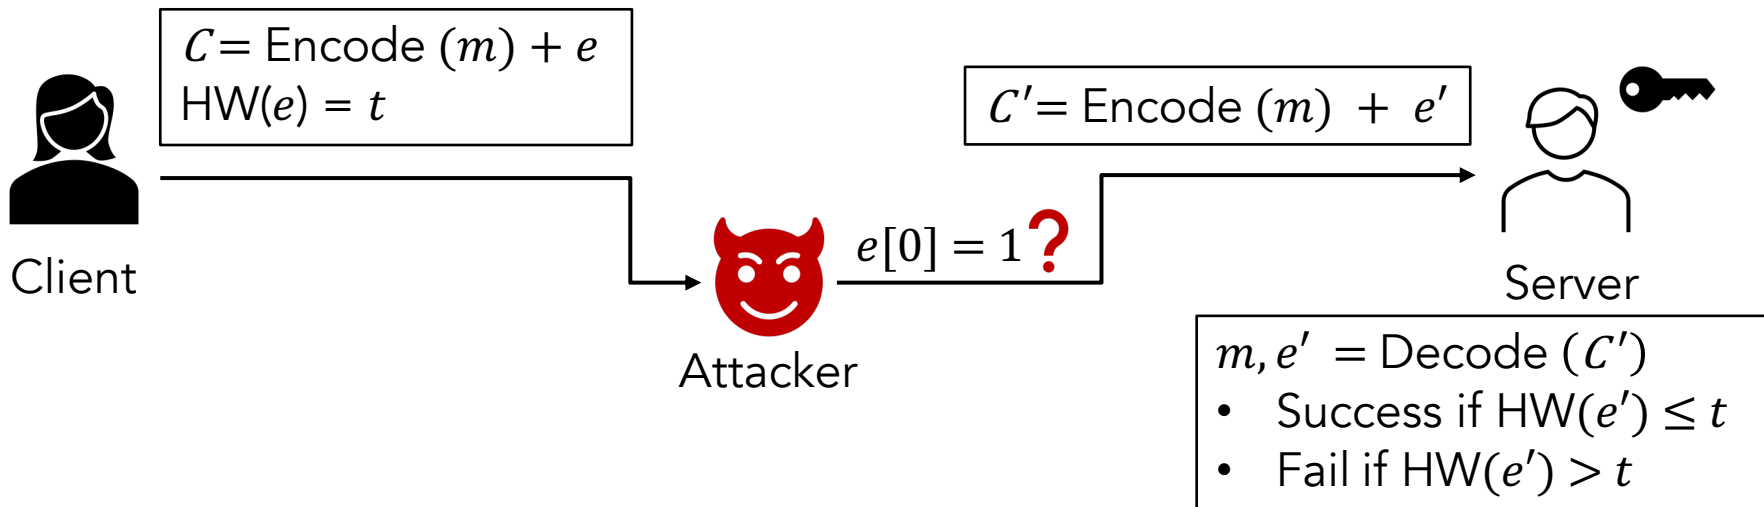 C = Encode (m) + e
HW(e) = t
Client
e[0] = 1?
Attacker
C′ = Encode (m) + e′
Server
m, e′ = Decode (C′)
• Success if HW(e′) ≤ t
• Fail if HW(e′) > t